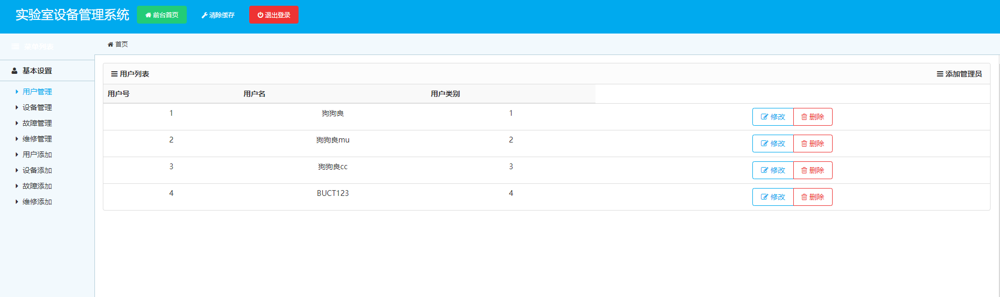 实验室设备管理系统 前台首页 清除缓存 退出登录
菜单列表
首页
基本设置
用户管理
设备管理
故障管理
维修管理
用户添加
设备添加
故障添加
维修添加
用户列表 添加管理员
用户号 用户名 用户类别
1 狗狗良 1 修改 删除
2 狗狗良mu 2 修改 删除
3 狗狗良cc 3 修改 删除
4 BUCT123 4 修改 删除